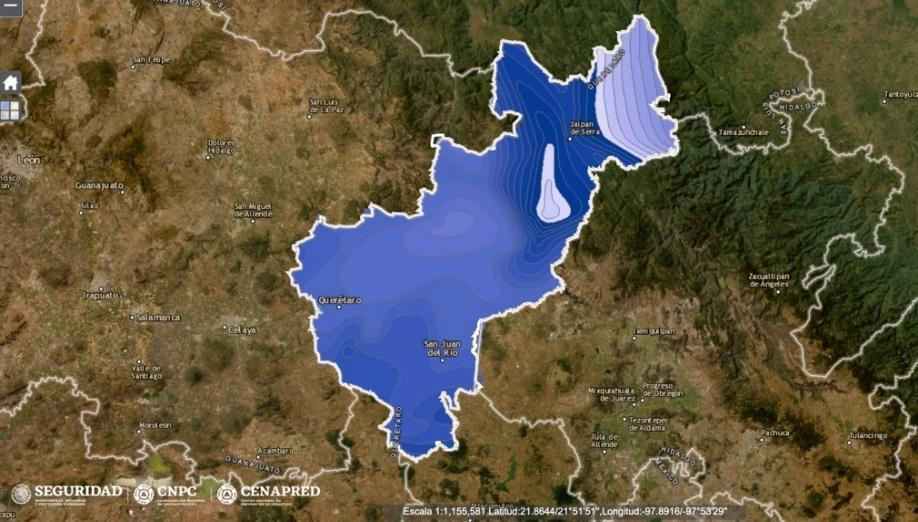 GUANAJUATO
POTOSÍ
San Felipe
San Luis
de La Paz
QUERÉTARO
POTOSÍ
HIDALGO
Tantoyuca
Jalpan
de Serra
Tamazunchale
León
Dolores
Hidalgo
Guanajuato
Silao
San Miguel
de Allende
Zacualtipán
de Ángeles
Irapuato
Querétaro
Salamanca
Celaya
Ixmiquilpan
San Juan
del Río
Valle de
Santiago
Mixquiahuala
de Juárez
Progreso
de Obregón
Tezontepec
de Aldama
Moroleón
QUERÉTARO
Pachuca
Tulancingo
Tula de
Allende
Acámbaro
GUANAJUATO
HIDALGO
MÉXICO
SEGURIDAD
CNPC
CENAPRED
Escala 1:1,155,581 Latitud:21.8644/21°51'51",Longitud:-97.8916/-97°53'29"